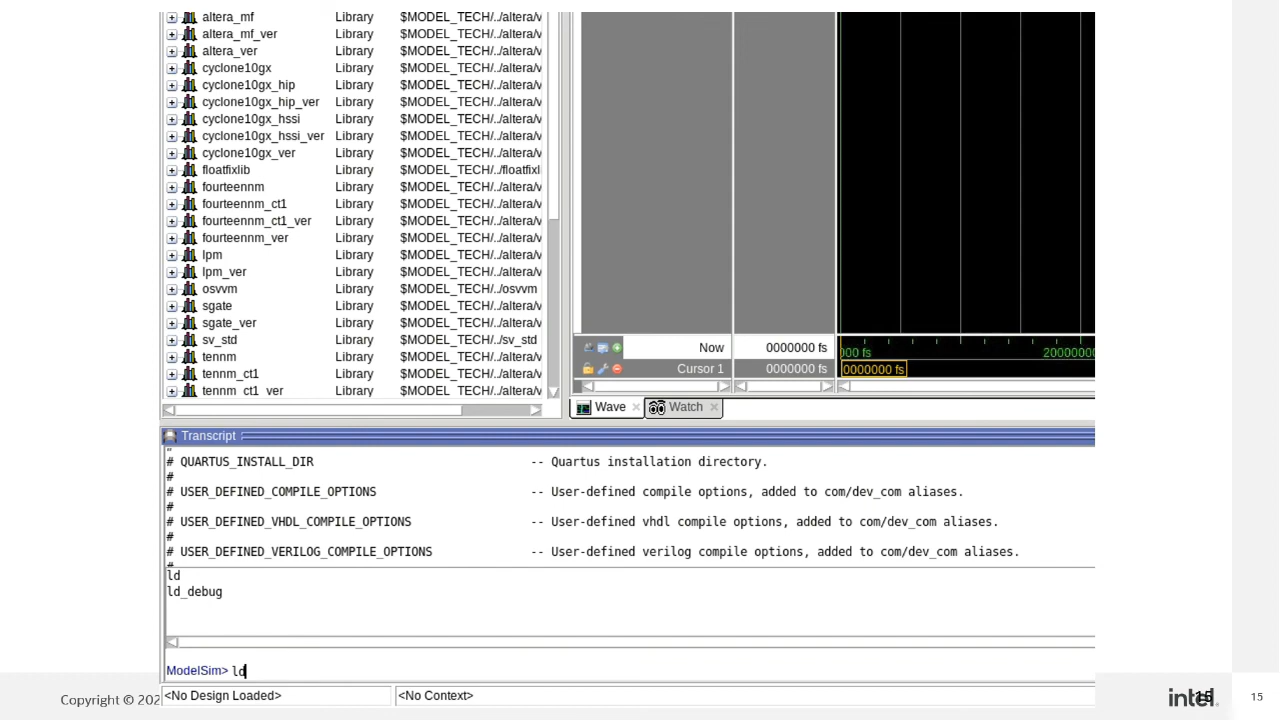 altera_mf Library $MODEL_TECH/../altera/v
altera_mf_ver Library $MODEL_TECH/../altera/v
altera_ver Library $MODEL_TECH/../altera/v
cyclone10gx Library $MODEL_TECH/../altera/v
cyclone10gx_hip Library $MODEL_TECH/../altera/v
cyclone10gx_hip_ver Library $MODEL_TECH/../altera/v
cyclone10gx_hssi Library $MODEL_TECH/../altera/v
cyclone10gx_hssi_ver Library $MODEL_TECH/../altera/v
cyclone10gx_ver Library $MODEL_TECH/../altera/v
floatfixlib Library $MODEL_TECH/../floatfixl
fourteennm Library $MODEL_TECH/../altera/v
fourteennm_ct1 Library $MODEL_TECH/../altera/v
fourteennm_ct1_ver Library $MODEL_TECH/../altera/v
fourteennm_ver Library $MODEL_TECH/../altera/v
lpm Library $MODEL_TECH/../altera/v
lpm_ver Library $MODEL_TECH/../altera/v
osvvm Library $MODEL_TECH/../osvvm
sgate Library $MODEL_TECH/../altera/v
sgate_ver Library $MODEL_TECH/../altera/v
sv_std Library $MODEL_TECH/../sv_std
tennm Library $MODEL_TECH/../altera/v
tennm_ct1 Library $MODEL_TECH/../altera/v
tennm_ct1_ver Library $MODEL_TECH/../altera/v
Now 0000000 fs 000 fs 20000000
Cursor 1 0000000 fs 0000000 fs
Wave Watch
Transcript
# QUARTUS_INSTALL_DIR -- Quartus installation directory.
#
# USER_DEFINED_COMPILE_OPTIONS -- User-defined compile options, added to com/dev_com aliases.
#
# USER_DEFINED_VHDL_COMPILE_OPTIONS -- User-defined vhdl compile options, added to com/dev_com aliases.
#
# USER_DEFINED_VERILOG_COMPILE_OPTIONS -- User-defined verilog compile options, added to com/dev_com aliases.
#
ld
ld_debug
ModelSim> ld
<No Design Loaded> <No Context>
Copyright © 202
intel. 15
15